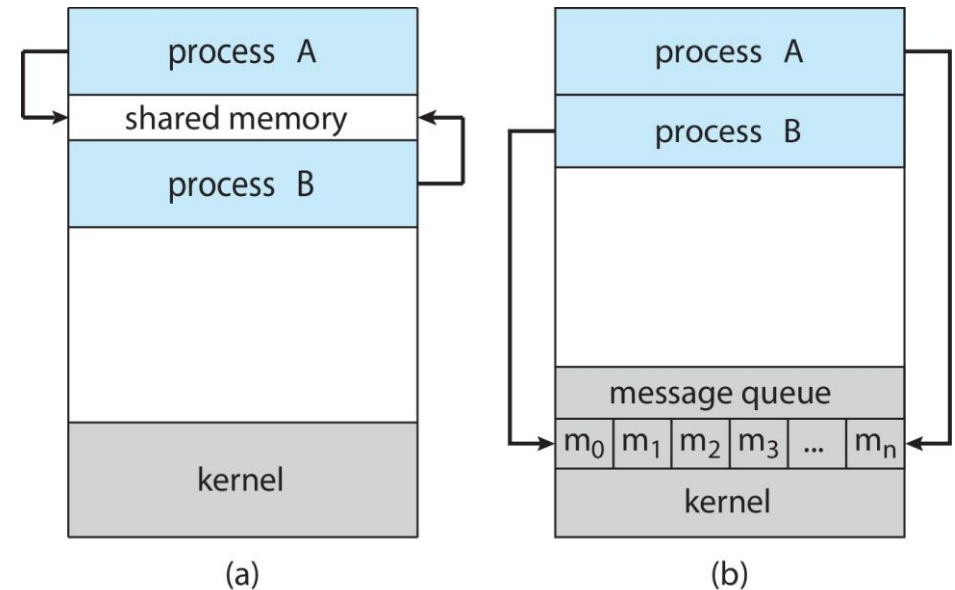 process A
shared memory
process B
kernel
(a)
process A
process B
message queue
m₀ m₁ m₂ m₃ ... mₙ
kernel
(b)